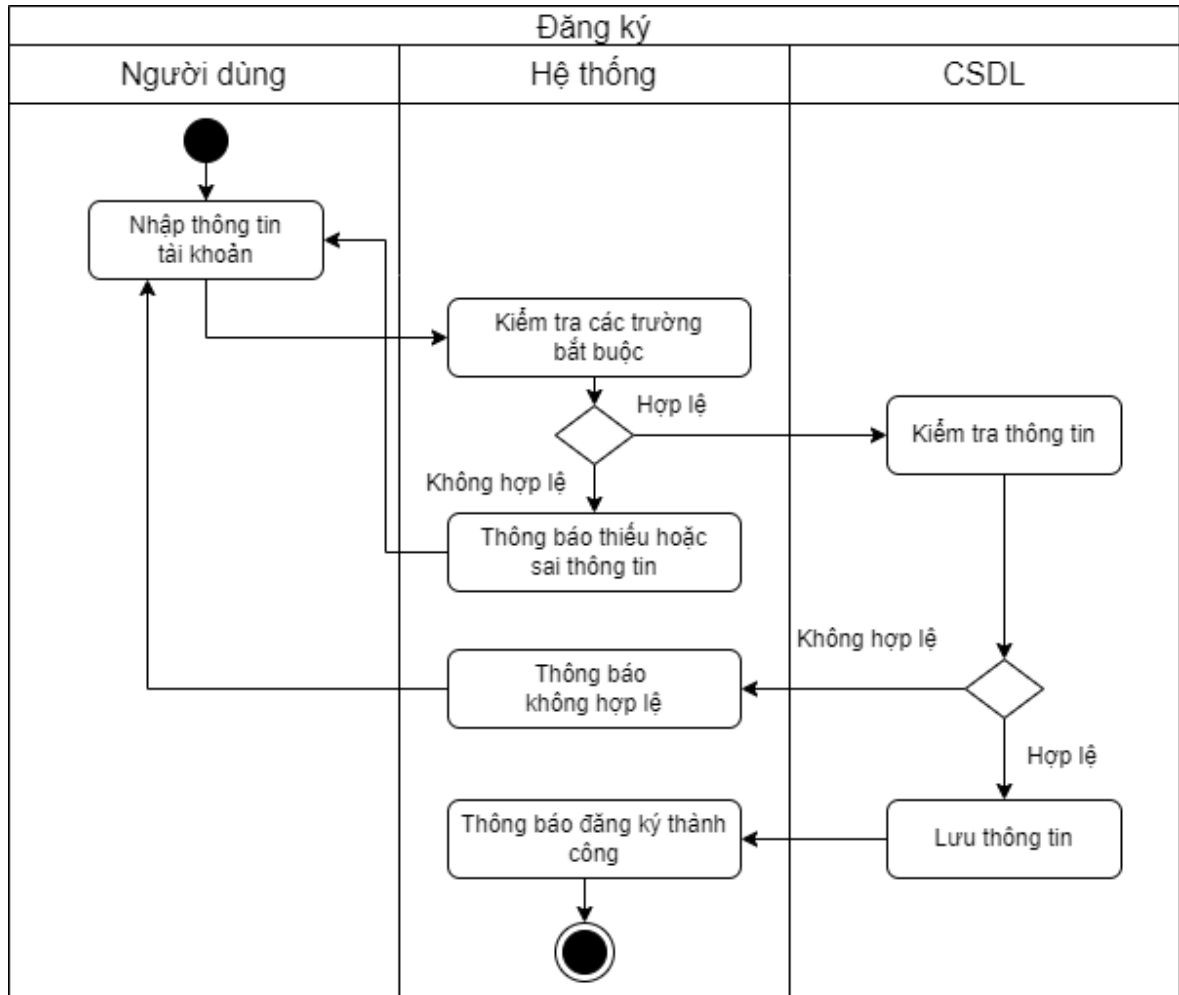 Đăng ký
Người dùng
Hệ thống
CSDL
Nhập thông tin
tài khoản
Kiểm tra các trường
bắt buộc
Hợp lệ
Kiểm tra thông tin
Không hợp lệ
Thông báo thiếu hoặc
sai thông tin
Không hợp lệ
Thông báo
không hợp lệ
Hợp lệ
Thông báo đăng ký thành
công
Lưu thông tin